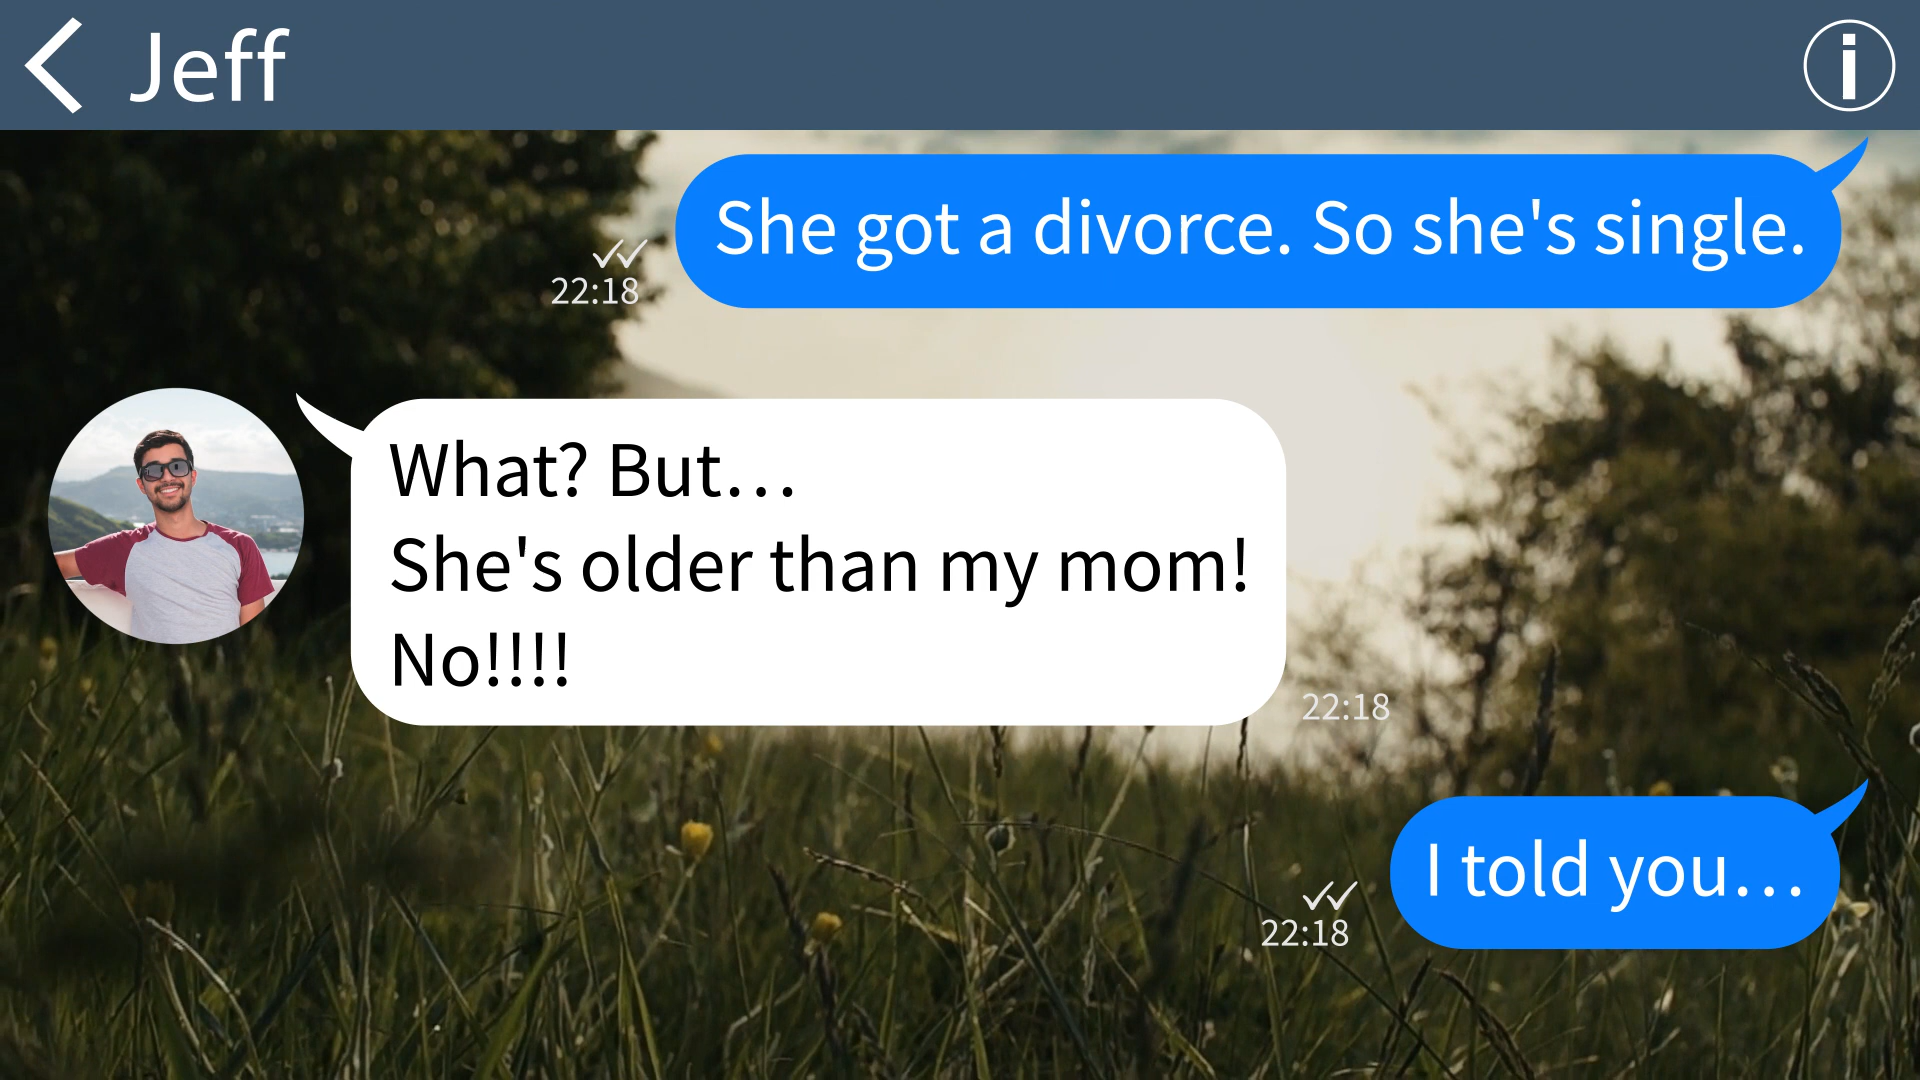 Jeff
She got a divorce. So she's single.
22:18
What? But…
She's older than my mom!
No!!!!
22:18
I told you…
22:18